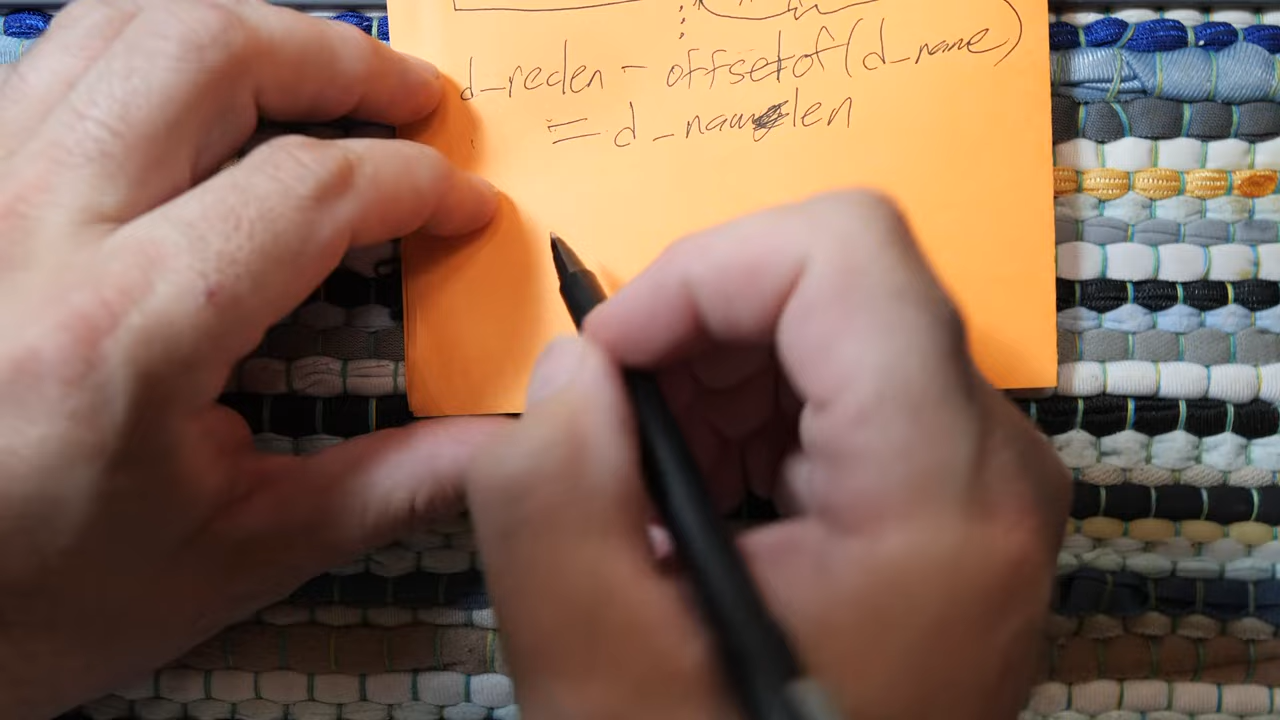 d_reclen - offsetof(d_name)
= d_namlen